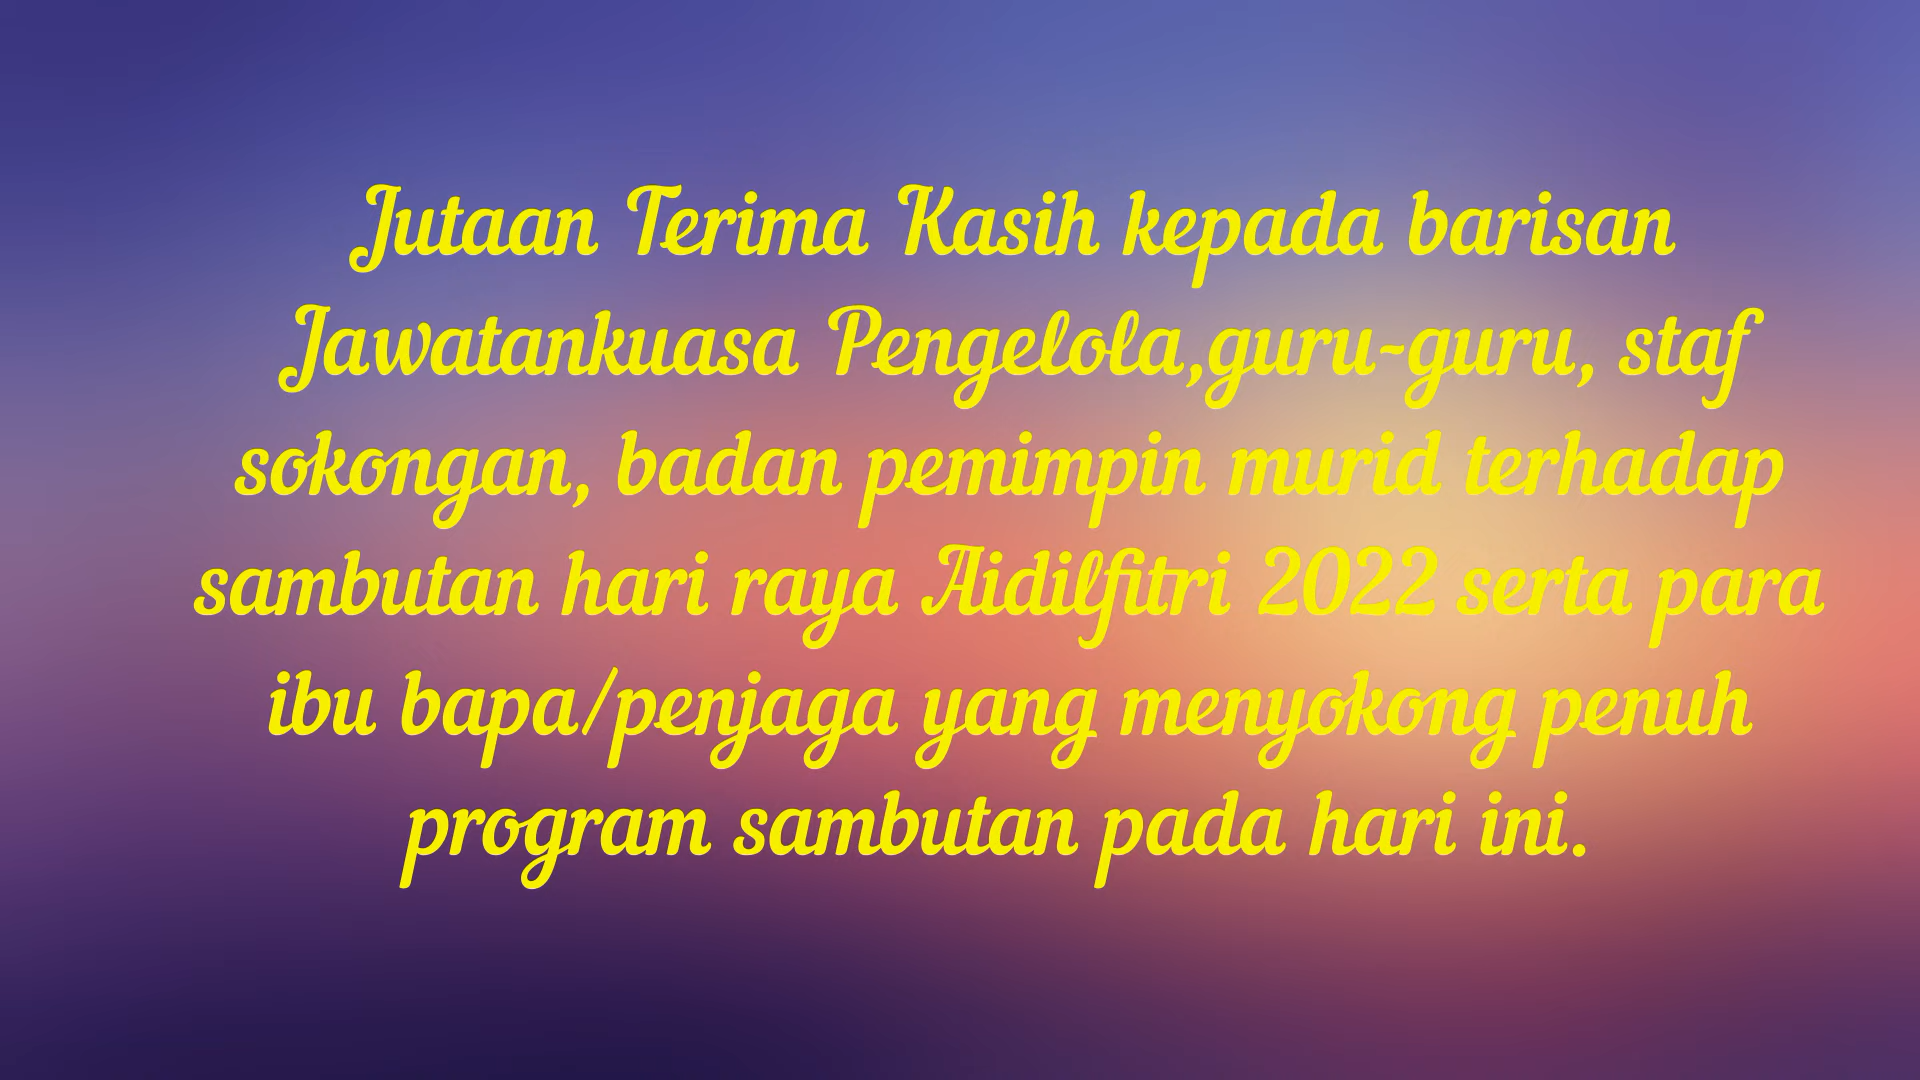 Jutaan Terima Kasih kepada barisan
Jawatankuasa Pengelola,guru-guru, staf
sokongan, badan pemimpin murid terhadap
sambutan hari raya Aidilfitri 2022 serta para
ibu bapa/penjaga yang menyokong penuh
program sambutan pada hari ini.